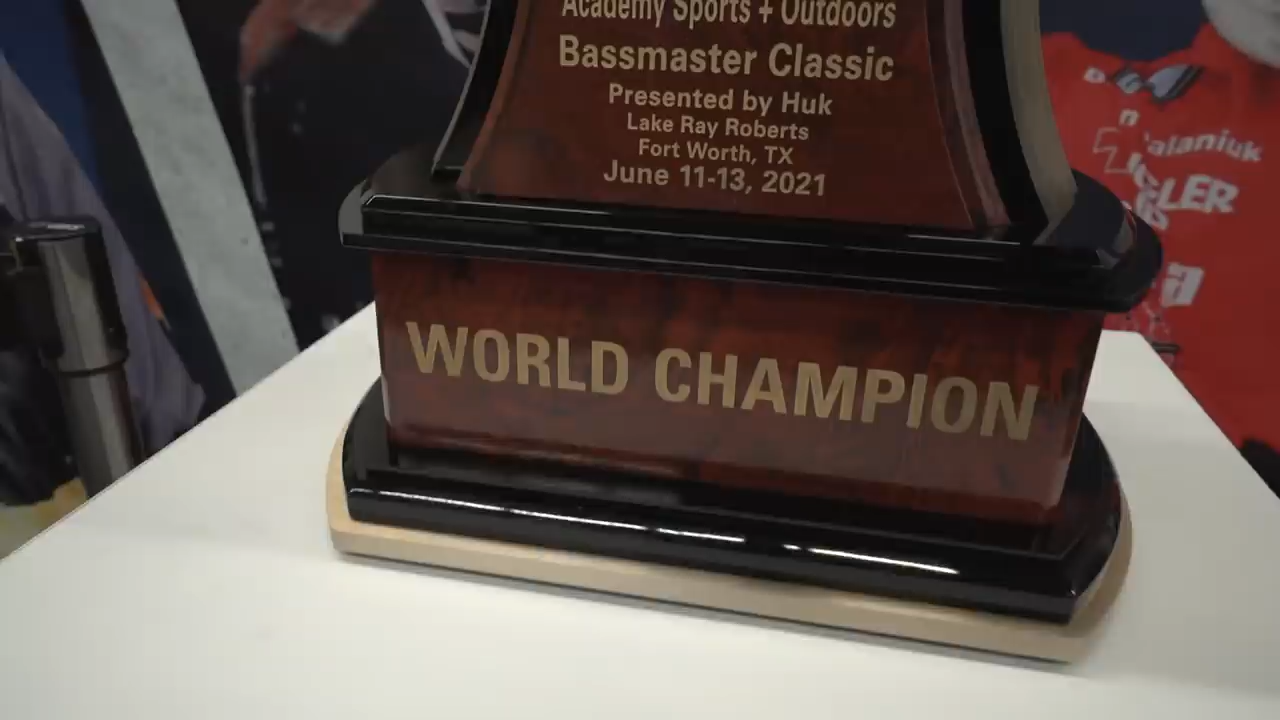 Academy Sports + Outdoors
Bassmaster Classic
Presented by Huk
Lake Ray Roberts
Fort Worth, TX
June 11-13, 2021
WORLD CHAMPION
alaniuk